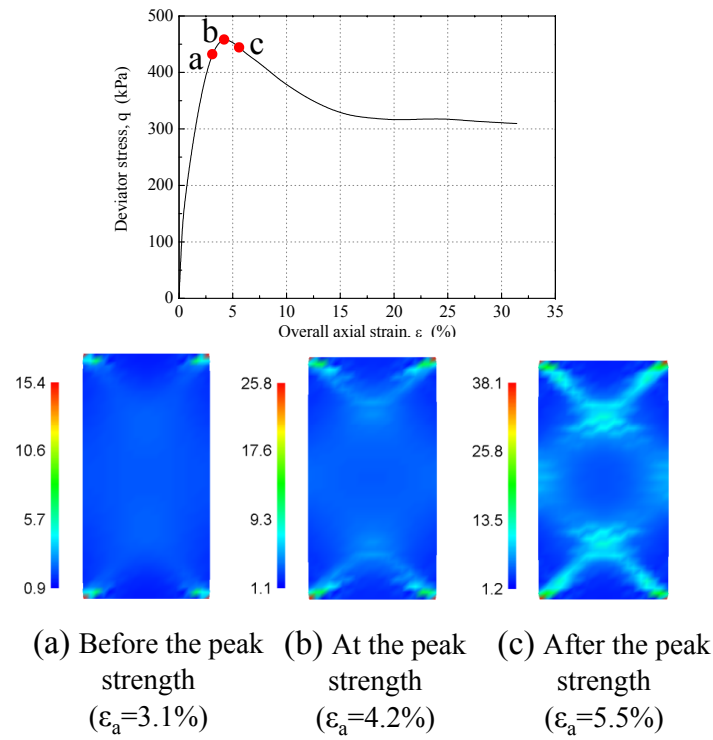 500
400
300
200
100
0
Deviator stress, q (kPa)
a
b
c
0 5 10 15 20 25 30 35
Overall axial strain, ε (%)
15.4
10.6
5.7
0.9
25.8
17.6
9.3
1.1
38.1
25.8
13.5
1.2
(a) Before the peak
strength
(εa=3.1%)
(b) At the peak
strength
(εa=4.2%)
(c) After the peak
strength
(εa=5.5%)